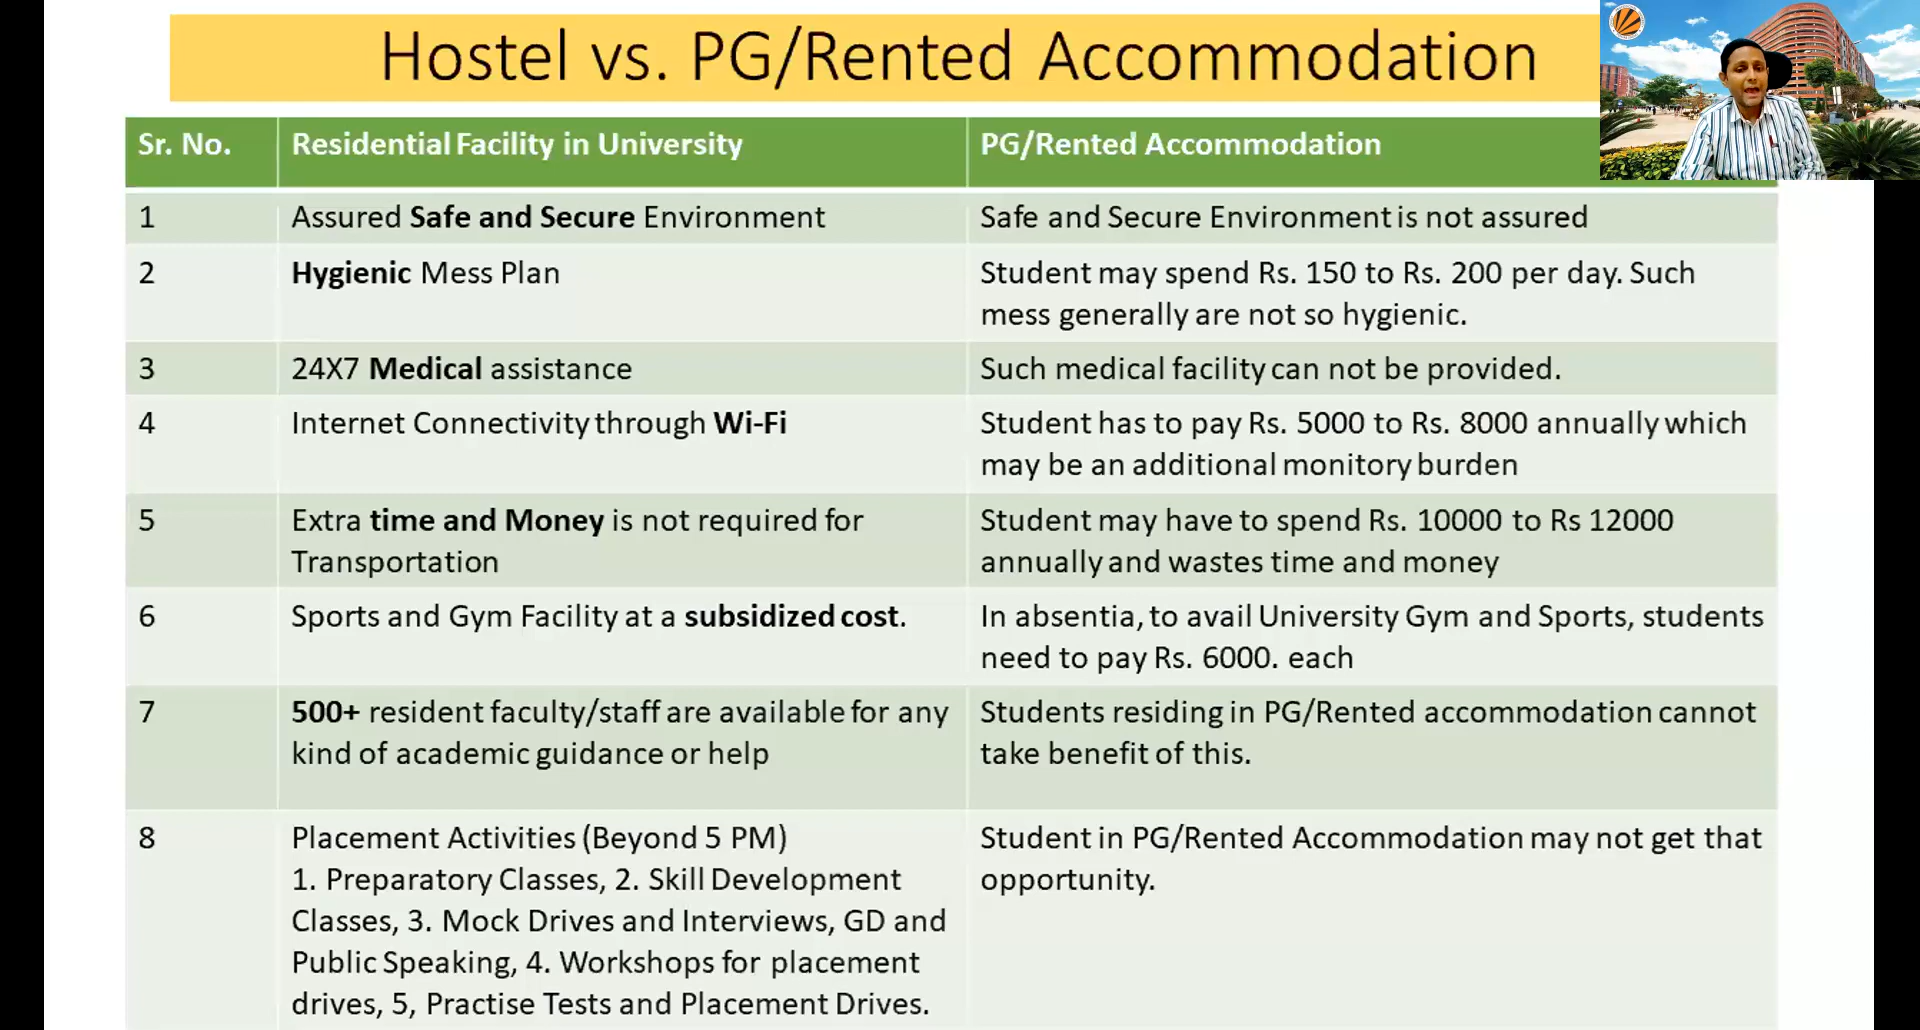 Hostel vs. PG/Rented Accommodation
Sr. No. Residential Facility in University PG/Rented Accommodation
1 Assured Safe and Secure Environment Safe and Secure Environment is not assured
2 Hygienic Mess Plan Student may spend Rs. 150 to Rs. 200 per day. Such
mess generally are not so hygienic.
3 24X7 Medical assistance Such medical facility can not be provided.
4 Internet Connectivity through Wi-Fi Student has to pay Rs. 5000 to Rs. 8000 annually which
may be an additional monitory burden
5 Extra time and Money is not required for Student may have to spend Rs. 10000 to Rs 12000
Transportation annually and wastes time and money
6 Sports and Gym Facility at a subsidized cost. In absentia, to avail University Gym and Sports, students
need to pay Rs. 6000. each
7 500+ resident faculty/staff are available for any Students residing in PG/Rented accommodation cannot
kind of academic guidance or help take benefit of this.
8 Placement Activities (Beyond 5 PM) Student in PG/Rented Accommodation may not get that
1. Preparatory Classes, 2. Skill Development opportunity.
Classes, 3. Mock Drives and Interviews, GD and
Public Speaking, 4. Workshops for placement
drives, 5, Practise Tests and Placement Drives.